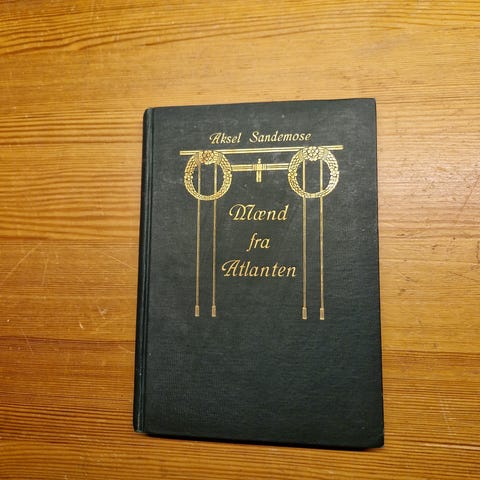 Aksel Sandemose
Mænd
fra
Atlanten